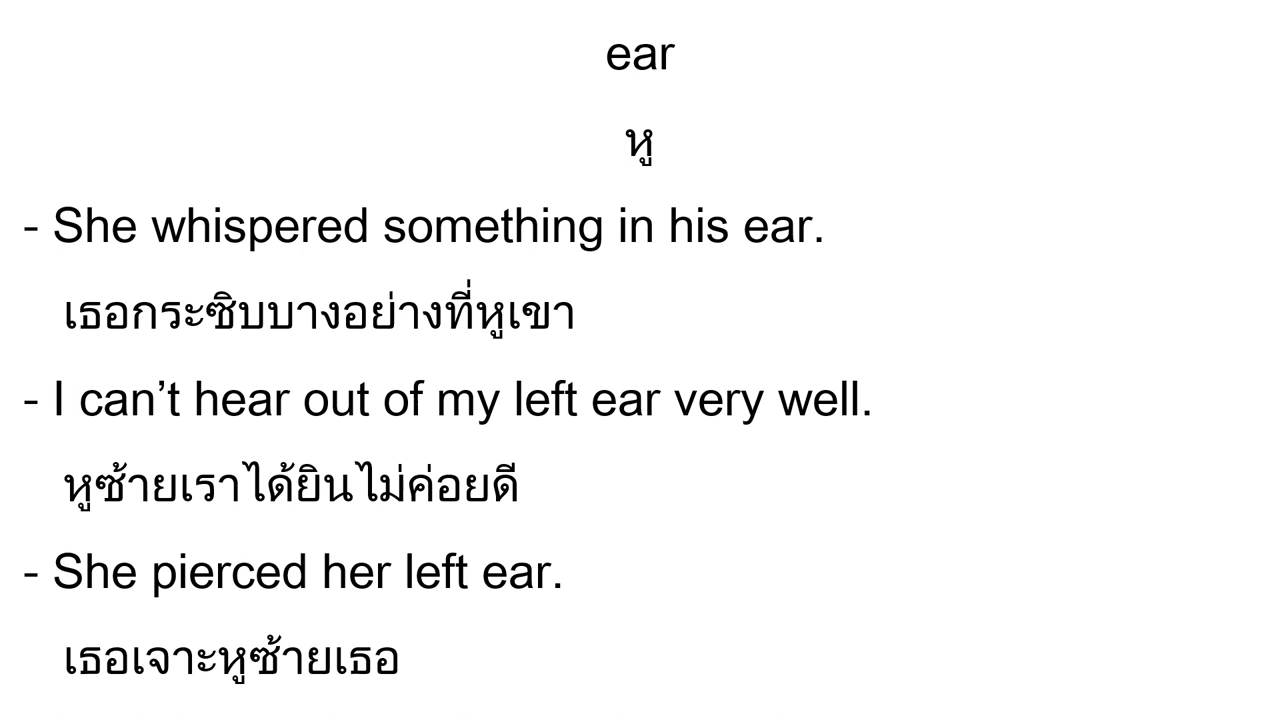 ear
หู
- She whispered something in his ear.
เธอกระซิบบางอย่างที่หูเขา
- I can’t hear out of my left ear very well.
หูซ้ายเราได้ยินไม่ค่อยดี
- She pierced her left ear.
เธอเจาะหูซ้ายเธอ